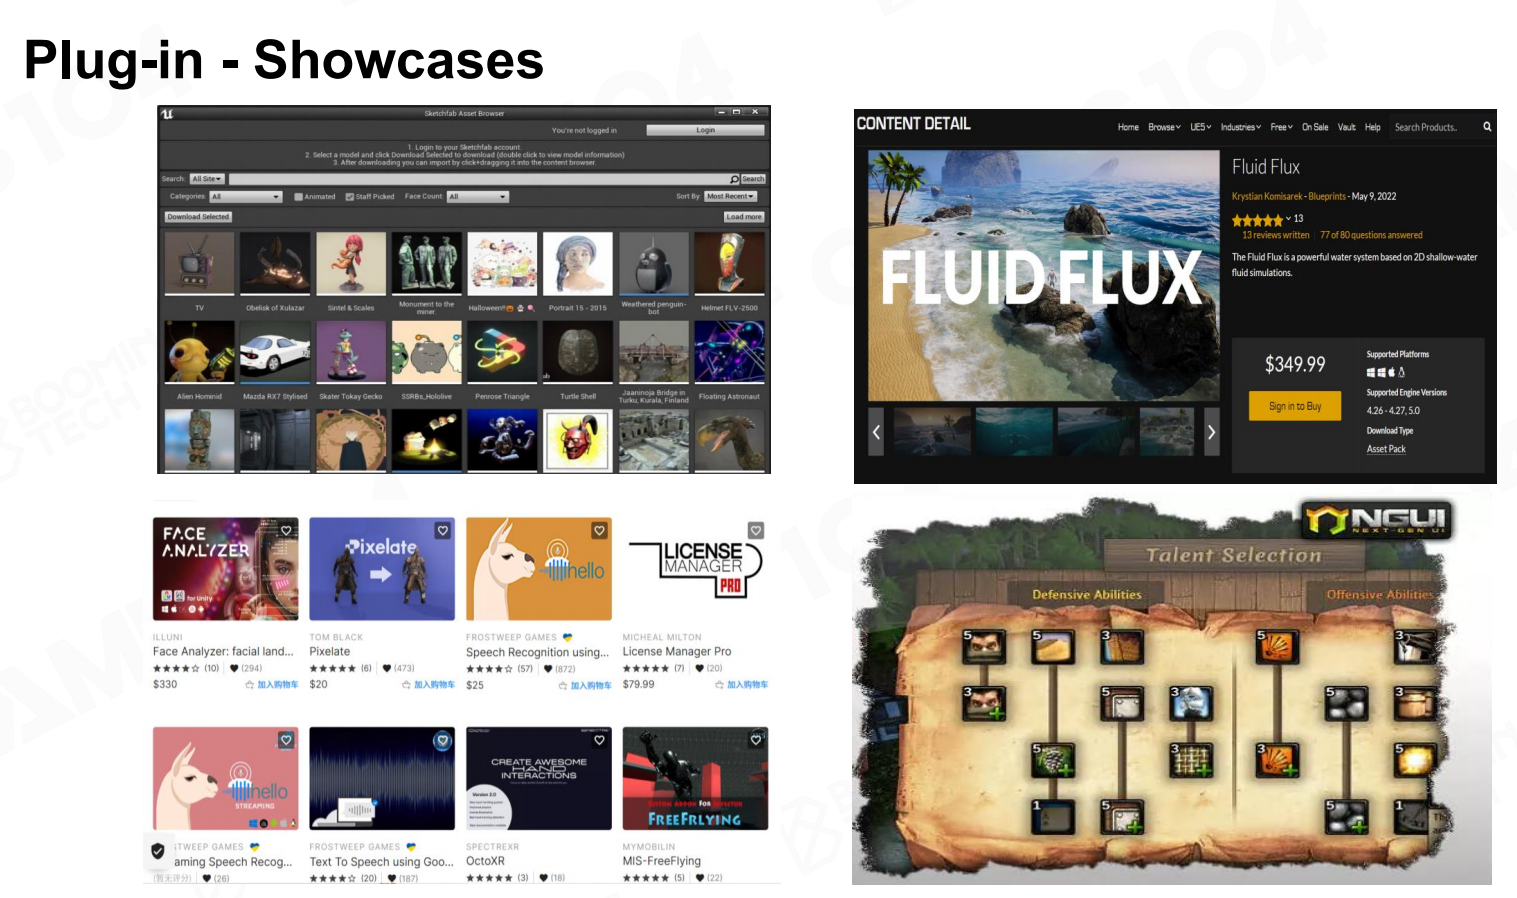 Plug-in - Showcases
Sketchfab Asset Browser
You're not logged in
Login
1. Login to your Sketchfab account.
2. Select a model and click Download Selected to download (double click to view model information)
3. After downloading you can import by click+dragging it into the content browser.
Search: All Site
Search
Categories: All
Animated
Staff Picked
Face Count: All
Sort By: Most Recent
Download Selected
Load more
TV
Obelisk of Xulazar
Sintel & Scales
Monument to the miner.
Halloween!!
Portrait 15 - 2015
Weathered penguin-bot
Helmet FLV-2500
Alien Hominid
Mazda RX7 Stylised
Skater Tokay Gecko
SSRBs_Hololive
Penrose Triangle
Turtle Shell
Jaaninoja Bridge in Turku, Kurala, Finland
Floating Astronaut
CONTENT DETAIL
Home Browse UE5 Industries Free On Sale Vault Help Search Products..
FLUID FLUX
Fluid Flux
Krystian Komisarek - Blueprints - May 9, 2022
13
13 reviews written 77 of 80 questions answered
The Fluid Flux is a powerful water system based on 2D shallow-water
fluid simulations.
$349.99
Sign in to Buy
Supported Platforms
Supported Engine Versions
4.26 - 4.27, 5.0
Download Type
Asset Pack
FACE
ANALYZER
for Unity
ILLUNI
Face Analyzer: facial land...
★★★★☆ (10) ♥ (294)
$330 加入购物车
Pixelate
TOM BLACK
Pixelate
★★★★★ (6) ♥ (473)
$20 加入购物车
hello
FROSTWEEP GAMES
Speech Recognition using...
★★★★☆ (57) ♥ (872)
$25 加入购物车
LICENSE
MANAGER
PRO
MICHEAL MILTON
License Manager Pro
★★★★★ (7) ♥ (20)
$79.99 加入购物车
hello
STREAMING
TWEEP GAMES
aming Speech Recog...
(暂无评分) ♥ (26)
FROSTWEEP GAMES
Text To Speech using Goo...
★★★★☆ (20) ♥ (187)
CREATE AWESOME
HAND
INTERACTIONS
Version 2.0
SPECTREXR
OctoXR
★★★★★ (3) ♥ (18)
FREEFRLYING
MYMOBILIN
MIS-FreeFlying
★★★★★ (5) ♥ (22)
NGUI
NEXT-GEN UI
Talent Selection
Defensive Abilities
Offensive Abilities
5 5 3 5 3
3 5 3 5 3
5 3 3 5
1 5 5 1